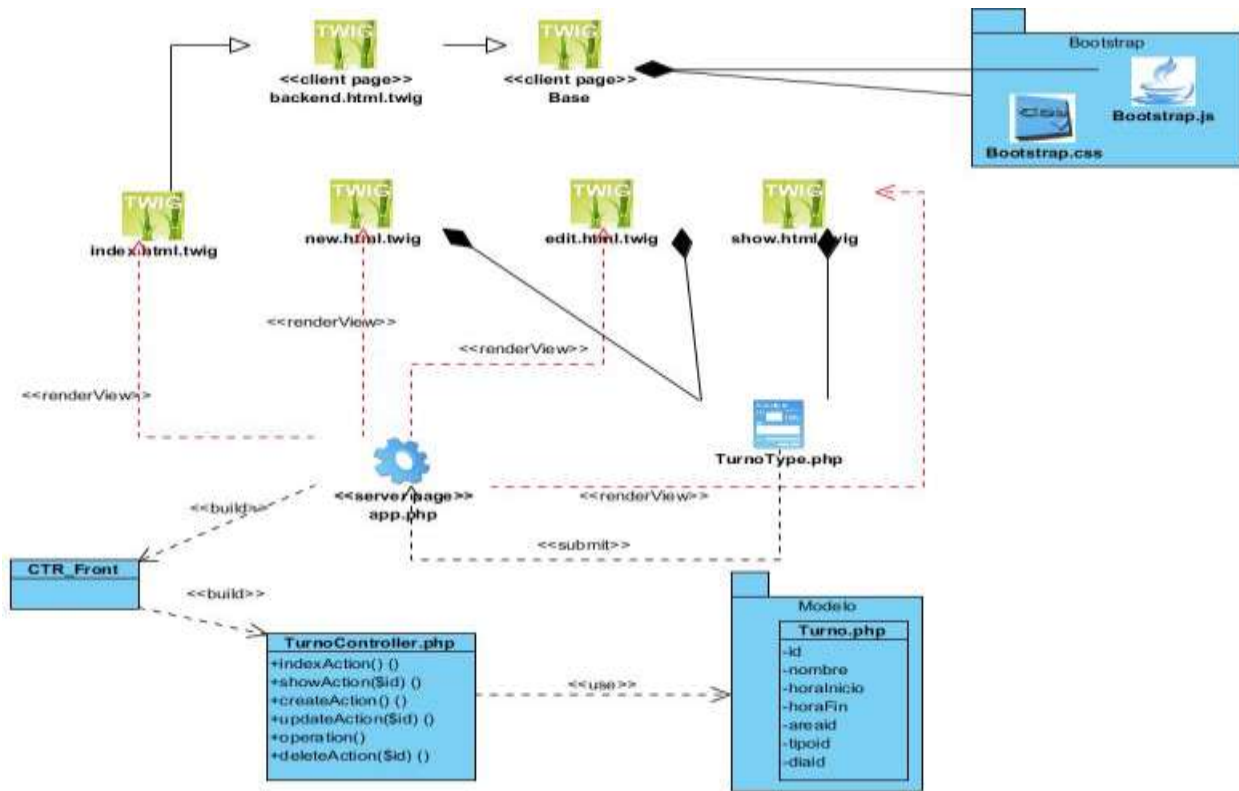 TWIG
TWIG
<<client page>>
backend.html.twig
<<client page>>
Base
Bootstrap
CSS
Bootstrap.js
Bootstrap.css
TWIG
TWIG
TWIG
TWIG
index.html.twig
new.html.twig
edit.html.twig
show.html.twig
<<renderView>>
<<renderView>>
<<renderView>>
TurnoType.php
<<server page>>
app.php
<<renderView>>
<<build>>
<<submit>>
CTR_Front
<<build>>
Modelo
TurnoController.php
+indexAction() ()
+showAction($id) ()
+createAction() ()
+updateAction($id) ()
+operation()
+deleteAction($id) ()
<<use>>
Turno.php
-id
-nombre
-horaInicio
-horaFin
-areaid
-tipoid
-diaId